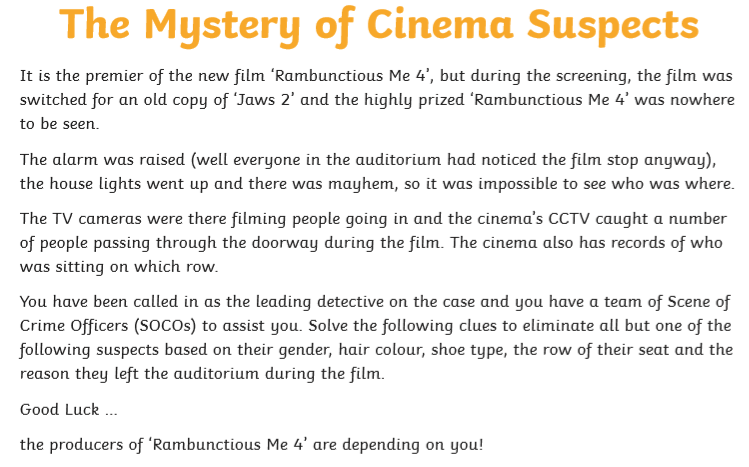 The Mystery of Cinema Suspects
It is the premier of the new film ‘Rambunctious Me 4’, but during the screening, the film was
switched for an old copy of ‘Jaws 2’ and the highly prized ‘Rambunctious Me 4’ was nowhere
to be seen.
The alarm was raised (well everyone in the auditorium had noticed the film stop anyway),
the house lights went up and there was mayhem, so it was impossible to see who was where.
The TV cameras were there filming people going in and the cinema’s CCTV caught a number
of people passing through the doorway during the film. The cinema also has records of who
was sitting on which row.
You have been called in as the leading detective on the case and you have a team of Scene of
Crime Officers (SOCOs) to assist you. Solve the following clues to eliminate all but one of the
following suspects based on their gender, hair colour, shoe type, the row of their seat and the
reason they left the auditorium during the film.
Good Luck ...
the producers of ‘Rambunctious Me 4’ are depending on you!